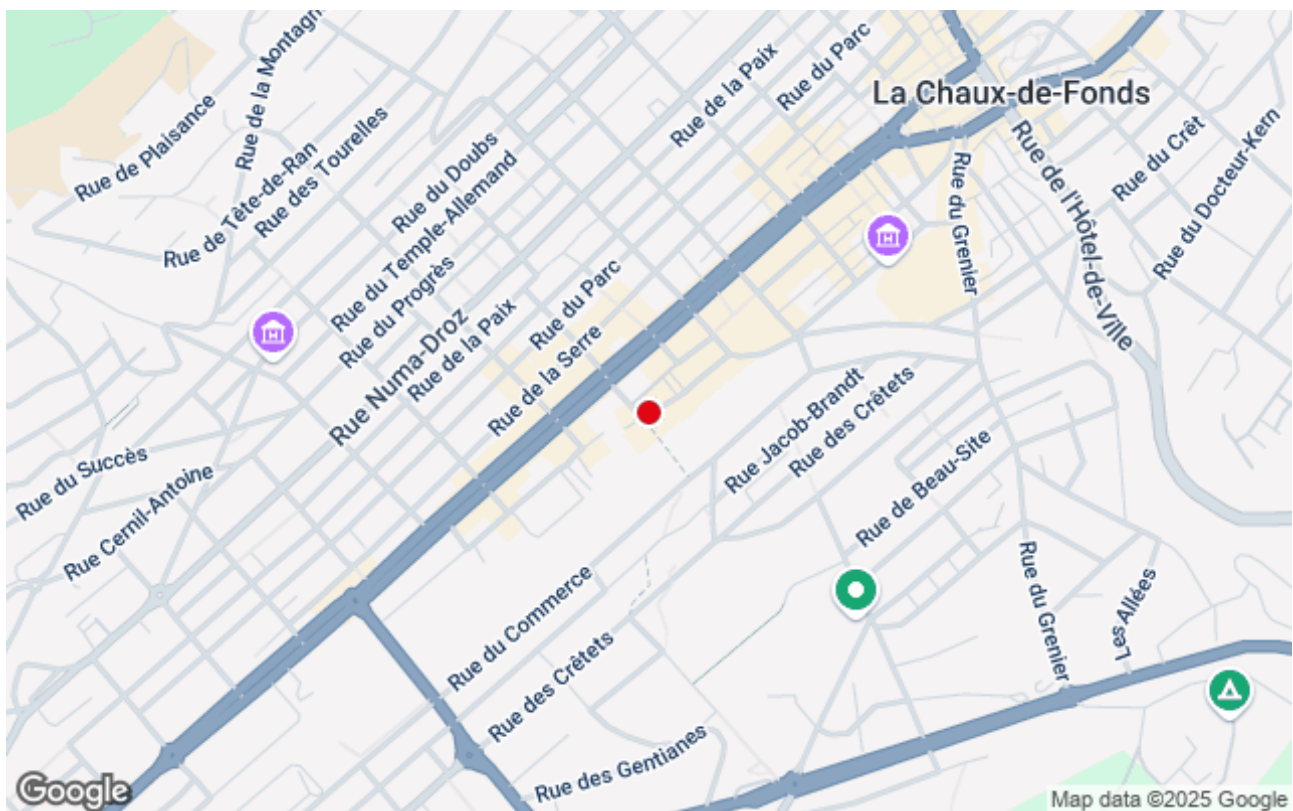 Rue du Parc
Rue de la Paix
Rue de la Montagn
La Chaux-de-Fonds
Rue de Plaisance
Rue du Crêt
Rue de l'Hôtel-de-Ville
Rue du Docteur-Kern
Rue des Tourelles
Rue de Tête-de-Ran
Rue du Doubs
Rue du Temple-Allemand
Rue du Grenier
Rue du Progrès
Rue du Parc
Rue Numa-Droz
Rue de la Paix
Rue de la Serre
Rue Jacob-Brandt
Rue des Crêtets
Rue du Succès
Rue Cernil-Antoine
Rue de Beau-Site
Rue du Commerce
Rue du Grenier
Les Allées
Rue des Crêtets
Rue des Gentianes
Google
Map data ©2025 Google